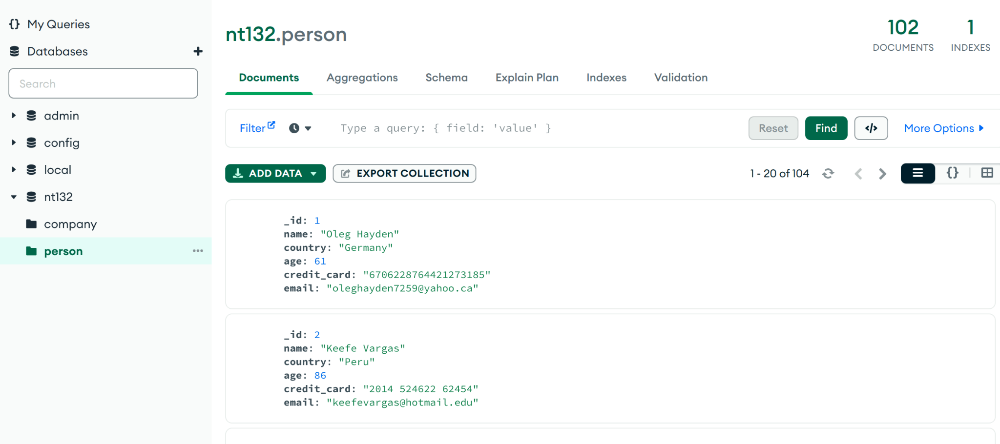 My Queries
Databases
Search
admin
config
local
nt132
company
person
nt132.person
102
DOCUMENTS
1
INDEXES
Documents
Aggregations
Schema
Explain Plan
Indexes
Validation
Filter
Type a query: { field: 'value' }
Reset
Find
</>
More Options
ADD DATA
EXPORT COLLECTION
1 - 20 of 104
{}
_id: 1
name: "Oleg Hayden"
country: "Germany"
age: 61
credit_card: "6706228764421273185"
email: "oleghayden7259@yahoo.ca"
_id: 2
name: "Keefe Vargas"
country: "Peru"
age: 86
credit_card: "2014 524622 62454"
email: "keefevargas@hotmail.edu"